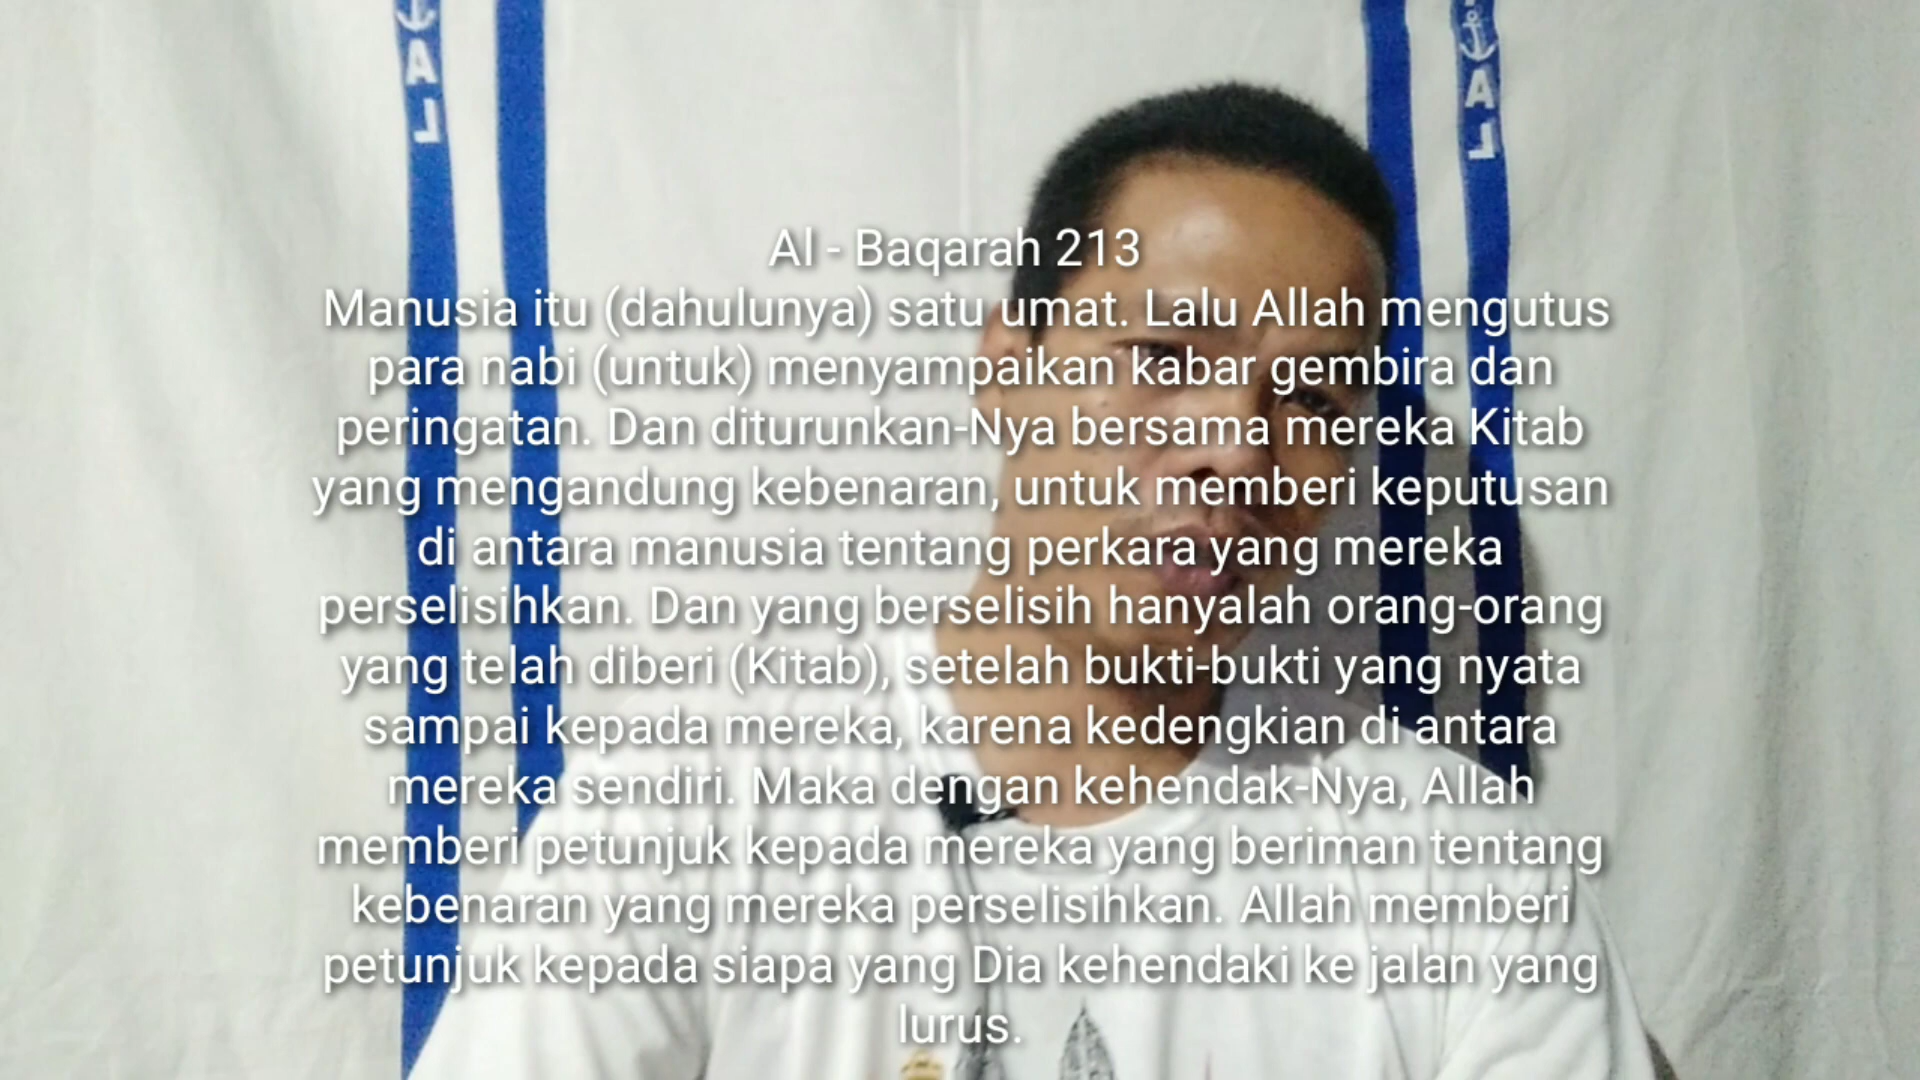 A
L
A
L
Al - Baqarah 213
Manusia itu (dahulunya) satu umat. Lalu Allah mengutus
para nabi (untuk) menyampaikan kabar gembira dan
peringatan. Dan diturunkan-Nya bersama mereka Kitab
yang mengandung kebenaran, untuk memberi keputusan
di antara manusia tentang perkara yang mereka
perselisihkan. Dan yang berselisih hanyalah orang-orang
yang telah diberi (Kitab), setelah bukti-bukti yang nyata
sampai kepada mereka, karena kedengkian di antara
mereka sendiri. Maka dengan kehendak-Nya, Allah
memberi petunjuk kepada mereka yang beriman tentang
kebenaran yang mereka perselisihkan. Allah memberi
petunjuk kepada siapa yang Dia kehendaki ke jalan yang
lurus.